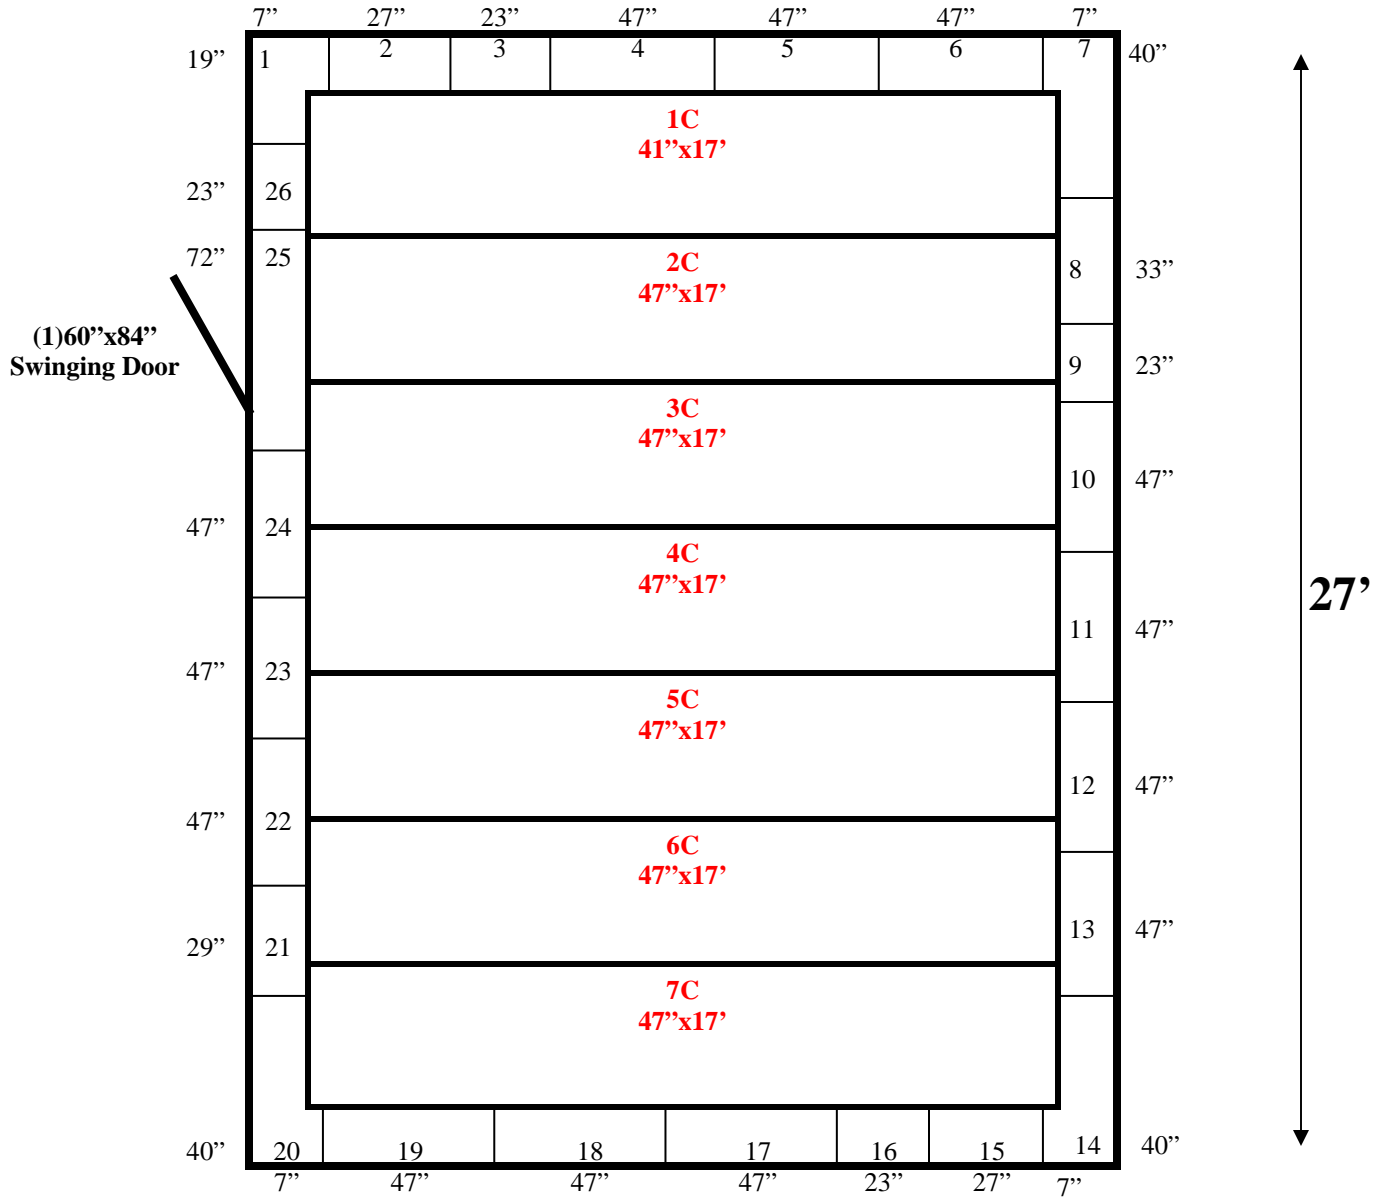 7” 27” 23” 47” 47” 47” 7”
19” 1 2 3 4 5 6 7 40”
1C
41”x17’
23” 26
72” 25
2C
47”x17’
8 33”
(1)60”x84”
Swinging Door
9 23”
3C
47”x17’
10 47”
47” 24
4C
47”x17’
27’
11 47”
47” 23
5C
47”x17’
12 47”
47” 22
6C
47”x17’
13 47”
29” 21
7C
47”x17’
40” 20 19 18 17 16 15 14 40”
7” 47” 47” 47” 23” 27” 7”